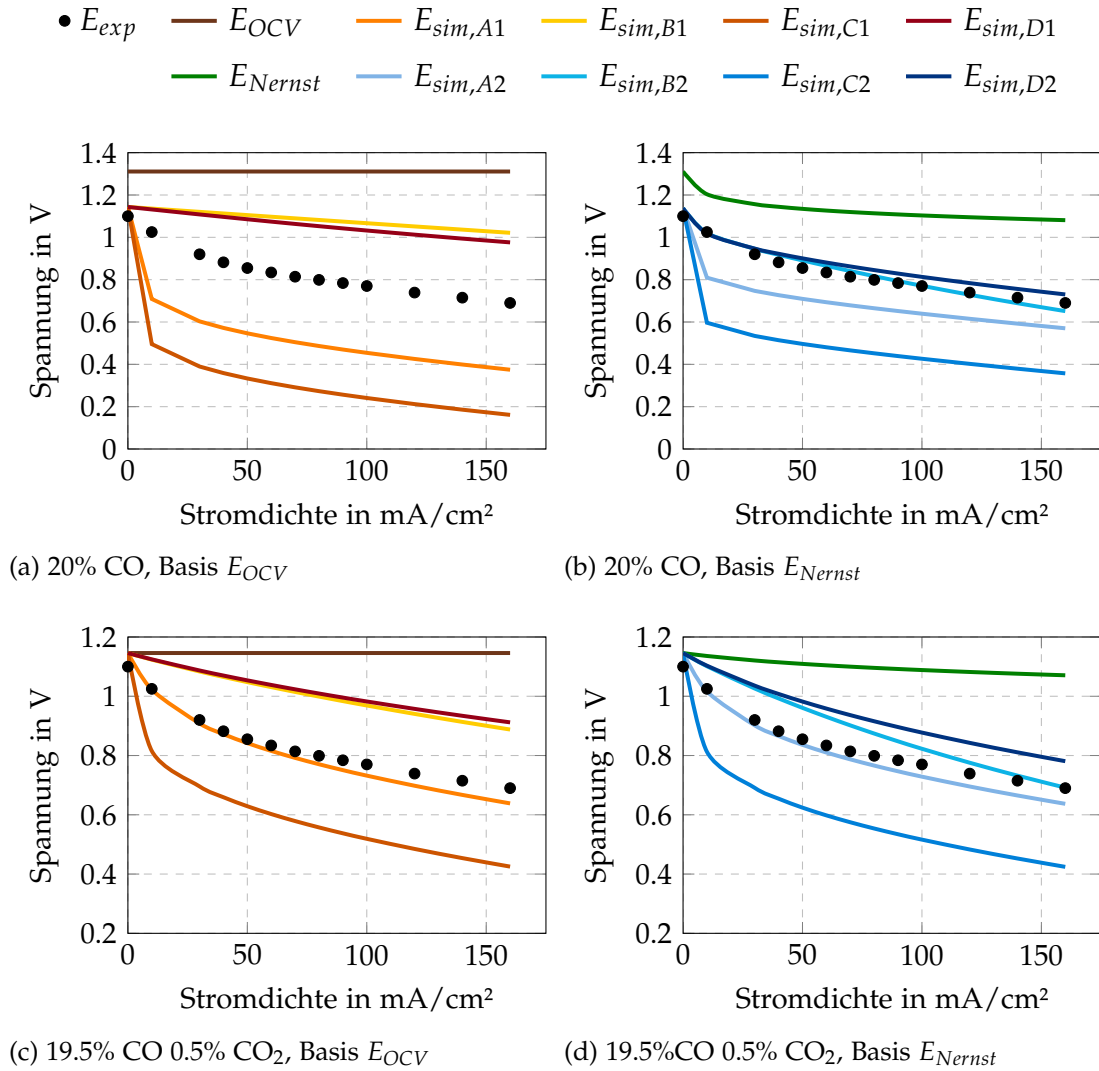 E_exp E_OCV E_sim,A1 E_sim,B1 E_sim,C1 E_sim,D1
E_Nernst E_sim,A2 E_sim,B2 E_sim,C2 E_sim,D2
Spannung in V
1.4
1.2
1
0.8
0.6
0.4
0.2
0
0 50 100 150
Stromdichte in mA/cm²
(a) 20% CO, Basis E_OCV
Spannung in V
1.4
1.2
1
0.8
0.6
0.4
0.2
0
0 50 100 150
Stromdichte in mA/cm²
(b) 20% CO, Basis E_Nernst
Spannung in V
1.2
1
0.8
0.6
0.4
0.2
0 50 100 150
Stromdichte in mA/cm²
(c) 19.5% CO 0.5% CO₂, Basis E_OCV
Spannung in V
1.2
1
0.8
0.6
0.4
0.2
0 50 100 150
Stromdichte in mA/cm²
(d) 19.5%CO 0.5% CO₂, Basis E_Nernst